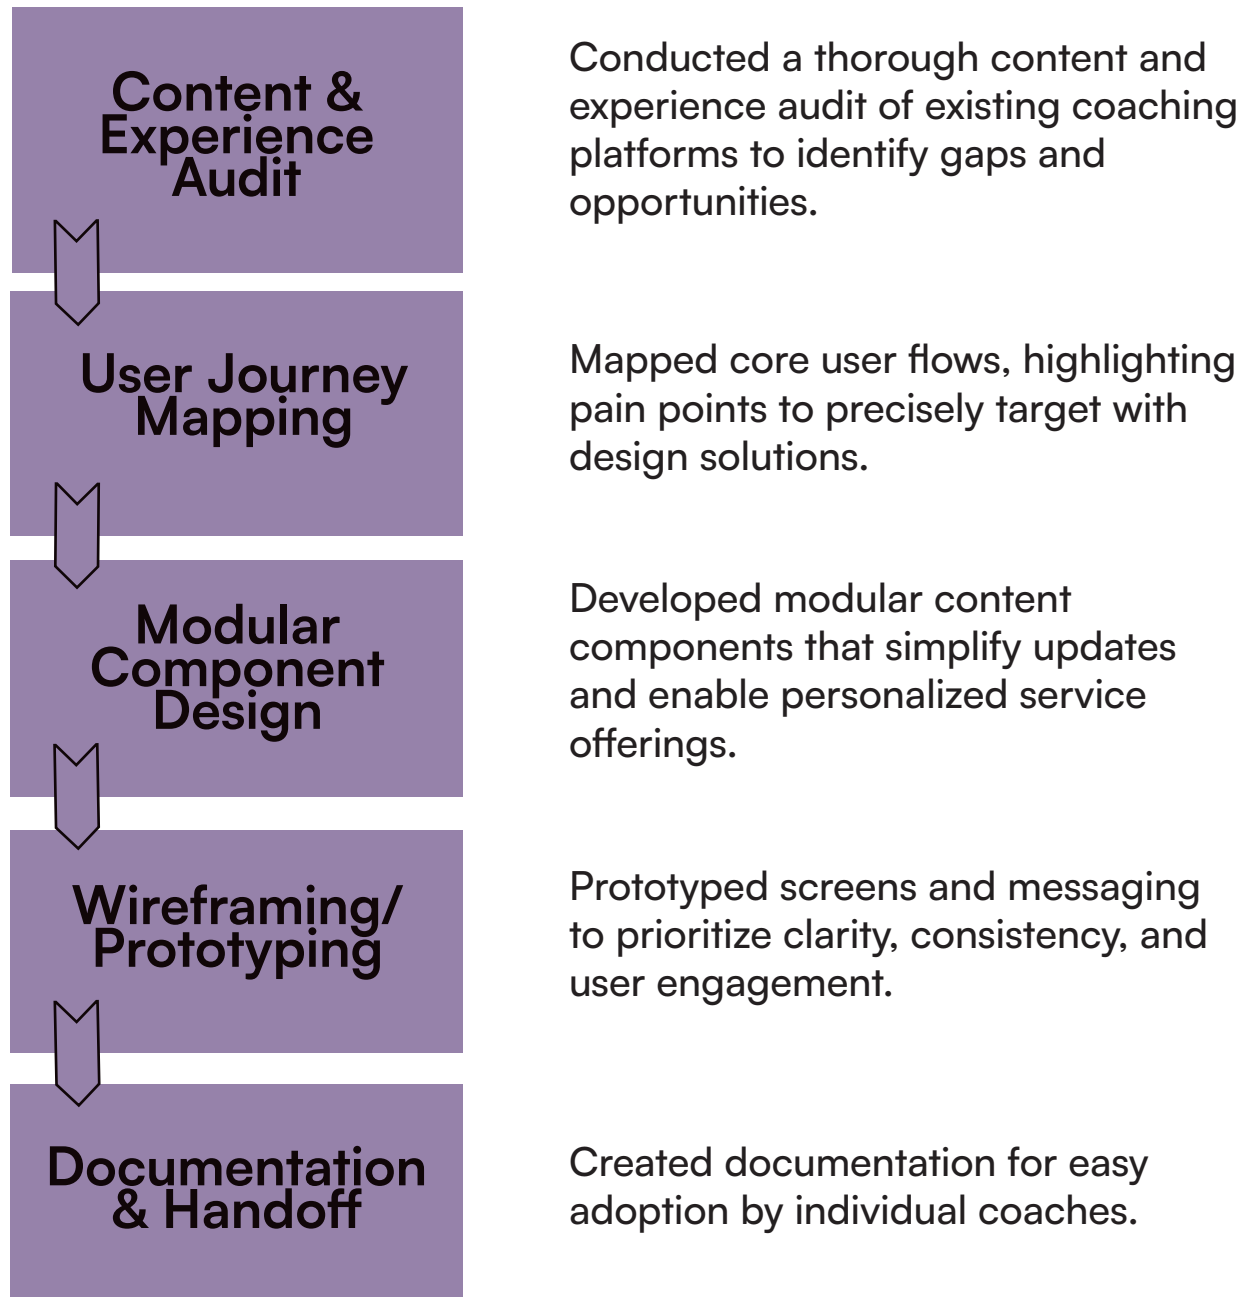 Content &
Experience
Audit
Conducted a thorough content and
experience audit of existing coaching
platforms to identify gaps and
opportunities.
User Journey
Mapping
Mapped core user flows, highlighting
pain points to precisely target with
design solutions.
Modular
Component
Design
Developed modular content
components that simplify updates
and enable personalized service
offerings.
Wireframing/
Prototyping
Prototyped screens and messaging
to prioritize clarity, consistency, and
user engagement.
Documentation
& Handoff
Created documentation for easy
adoption by individual coaches.